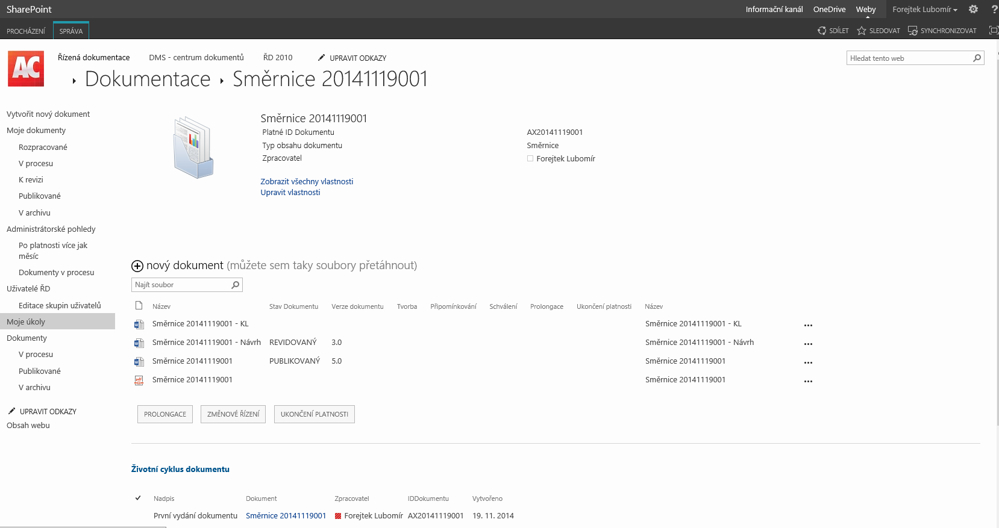 SharePoint
Informační kanál OneDrive Weby Forejtek Lubomír ?
PROCHÁZENÍ SPRÁVA SDÍLET SLEDOVAT SYNCHRONIZOVAT
AC
Řízená dokumentace DMS - centrum dokumentů ŘD 2010 UPRAVIT ODKAZY
Hledat tento web
Dokumentace Směrnice 20141119001
Vytvořit nový dokument
Moje dokumenty
Rozpracované
V procesu
K revizi
Publikované
V archivu
Administrátorské pohledy
Po platnosti více jak
měsíc
Dokumenty v procesu
Uživatelé ŘD
Editace skupin uživatelů
Moje úkoly
Dokumenty
V procesu
Publikované
V archivu
UPRAVIT ODKAZY
Obsah webu
Směrnice 20141119001
Platné ID Dokumentu AX20141119001
Typ obsahu dokumentu Směrnice
Zpracovatel Forejtek Lubomír
Zobrazit všechny vlastnosti
Upravit vlastnosti
nový dokument (můžete sem taky soubory přetáhnout)
Najít soubor
Název Stav Dokumentu Verze dokumentu Tvorba Připomínkování Schválení Prolongace Ukončení platnosti Název
Směrnice 20141119001 - KL Směrnice 20141119001 - KL ...
Směrnice 20141119001 - Návrh REVIDOVANÝ 3.0 Směrnice 20141119001 - Návrh ...
Směrnice 20141119001 PUBLIKOVANÝ 5.0 Směrnice 20141119001 ...
Směrnice 20141119001 Směrnice 20141119001 ...
PROLONGACE ZMĚNOVÉ ŘÍZENÍ UKONČENÍ PLATNOSTI
Životní cyklus dokumentu
Nadpis Dokument Zpracovatel IDDokumentu Vytvořeno
První vydání dokumentu Směrnice 20141119001 Forejtek Lubomír AX20141119001 19. 11. 2014